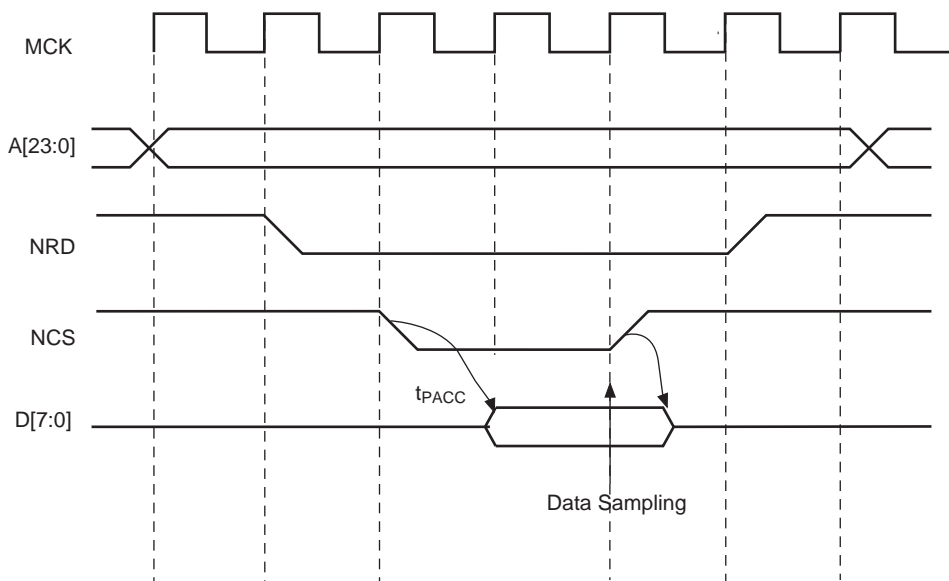 MCK
A[23:0]
NRD
NCS
tPACC
D[7:0]
Data Sampling